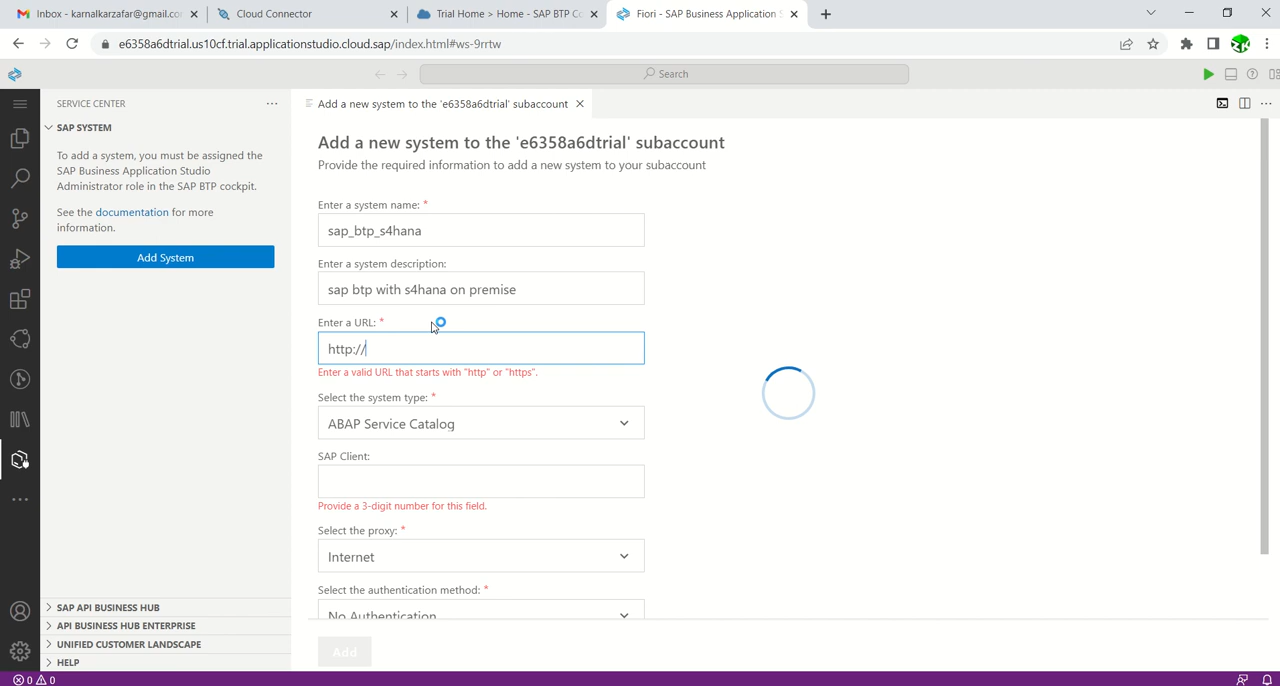 Inbox - karnalkarzafar@gmail.co
Cloud Connector
Trial Home > Home - SAP BTP Co
Fiori - SAP Business Application S
e6358a6dtrial.us10cf.trial.applicationstudio.cloud.sap/index.html#ws-9rrtw
Search
SERVICE CENTER
Add a new system to the 'e6358a6dtrial' subaccount
SAP SYSTEM
To add a system, you must be assigned the
SAP Business Application Studio
Administrator role in the SAP BTP cockpit.
See the documentation for more
information.
Add System
Add a new system to the 'e6358a6dtrial' subaccount
Provide the required information to add a new system to your subaccount
Enter a system name: *
sap_btp_s4hana
Enter a system description:
sap btp with s4hana on premise
Enter a URL: *
http://
Enter a valid URL that starts with "http" or "https".
Select the system type: *
ABAP Service Catalog
SAP Client:
Provide a 3-digit number for this field.
Select the proxy: *
Internet
Select the authentication method: *
No Authentication
Add
SAP API BUSINESS HUB
API BUSINESS HUB ENTERPRISE
UNIFIED CUSTOMER LANDSCAPE
HELP
0 0